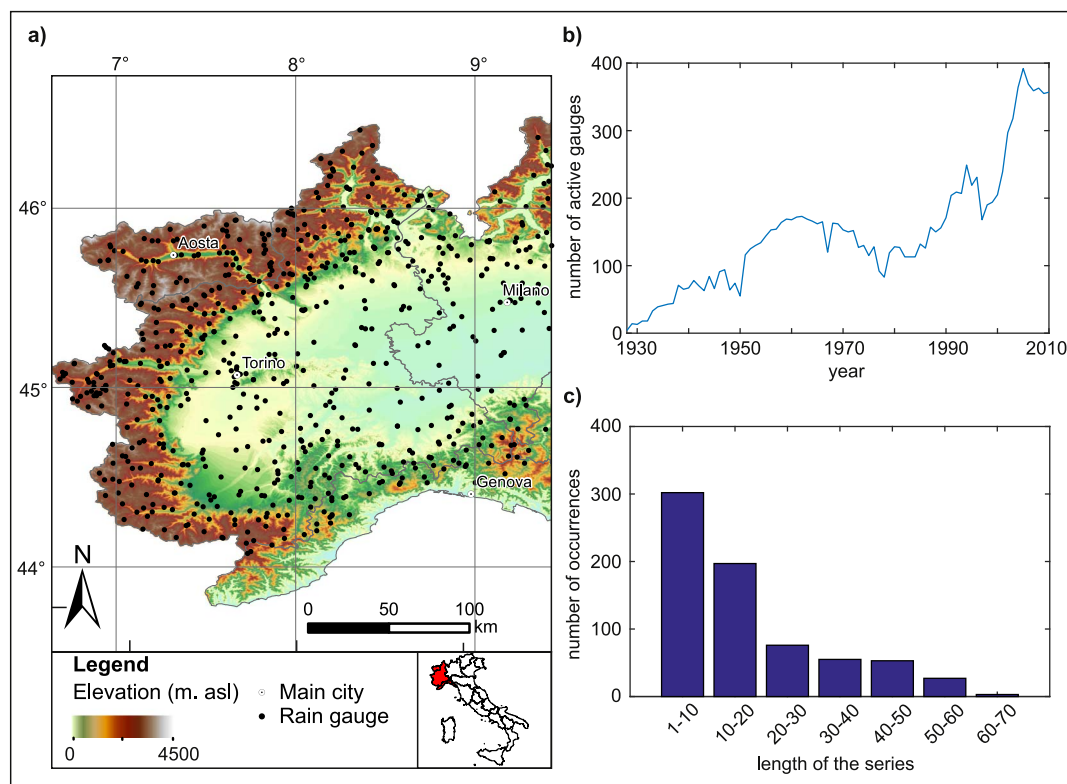 a)
7°
8°
9°
46°
45°
44°
Aosta
Milano
Torino
Genova
N
0
50
100
km
Legend
Elevation (m. asl)
0
4500
Main city
Rain gauge
b)
400
300
200
100
0
number of active gauges
1930
1950
1970
1990
2010
year
c)
400
300
200
100
0
number of occurrences
1-10
10-20
20-30
30-40
40-50
50-60
60-70
length of the series